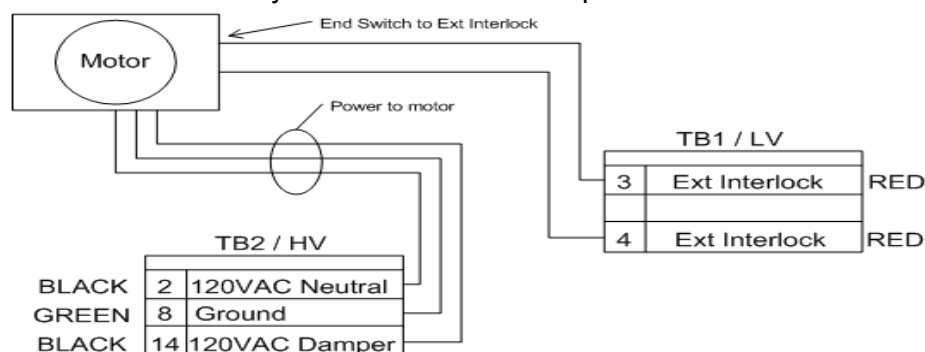 End Switch to Ext Interlock
Motor
Power to motor
TB1 / LV
3 Ext Interlock RED
4 Ext Interlock RED
TB2 / HV
BLACK 2 120VAC Neutral
GREEN 8 Ground
BLACK 14 120VAC Damper